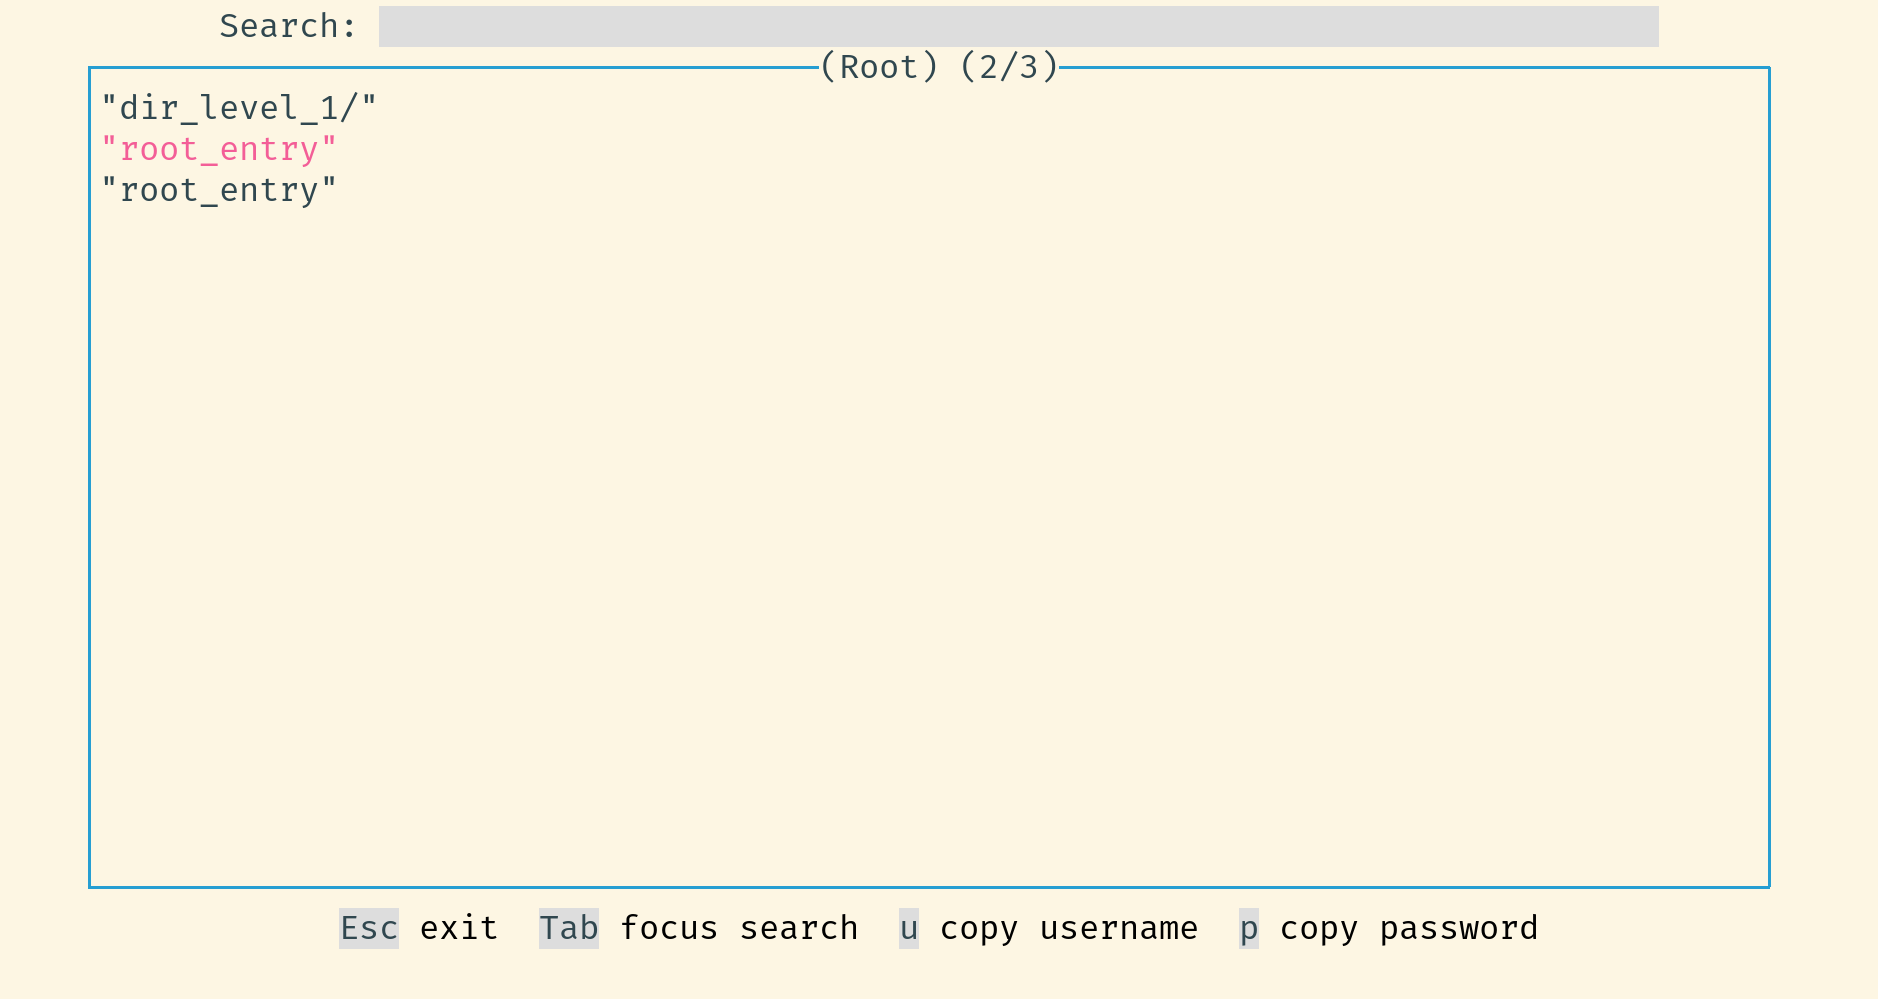 Search:
(Root) (2/3)
"dir_level_1/"
"root_entry"
"root_entry"
Esc exit  Tab focus search  u copy username  p copy password